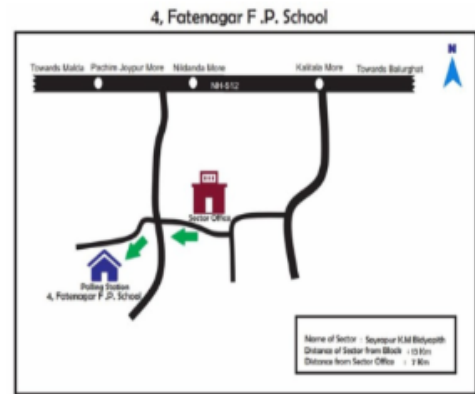 4, Fatenagar F .P. School
N
Towards Malda Pachim Joypur More Nildanda More Kalitala More Towards Balurghat
NH-512
Sector Office
Polling Station
4, Fatenagar F .P. School
Name of Sector : Sayrapur K.M Bidyapith
Distance of Sector from Block : 13 Km
Distance from Sector Office : 7 Km